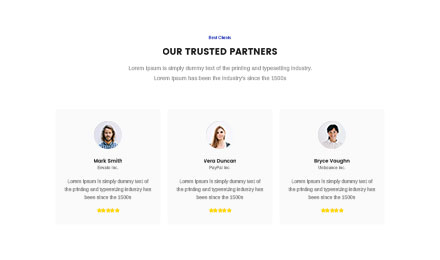 Best Clients
OUR TRUSTED PARTNERS
Lorem Ipsum is simply dummy text of the printing and typesetting industry.
Lorem Ipsum has been the industry's since the 1500s
Mark Smith
Envato Inc.
Lorem Ipsum is simply dummy text of
the printing and typesetting industry has
been since the 1500s
Vera Duncan
PayPal Inc.
Lorem Ipsum is simply dummy text of
the printing and typesetting industry has
been since the 1500s
Bryce Vaughn
Unbounce Inc.
Lorem Ipsum is simply dummy text of
the printing and typesetting industry has
been since the 1500s